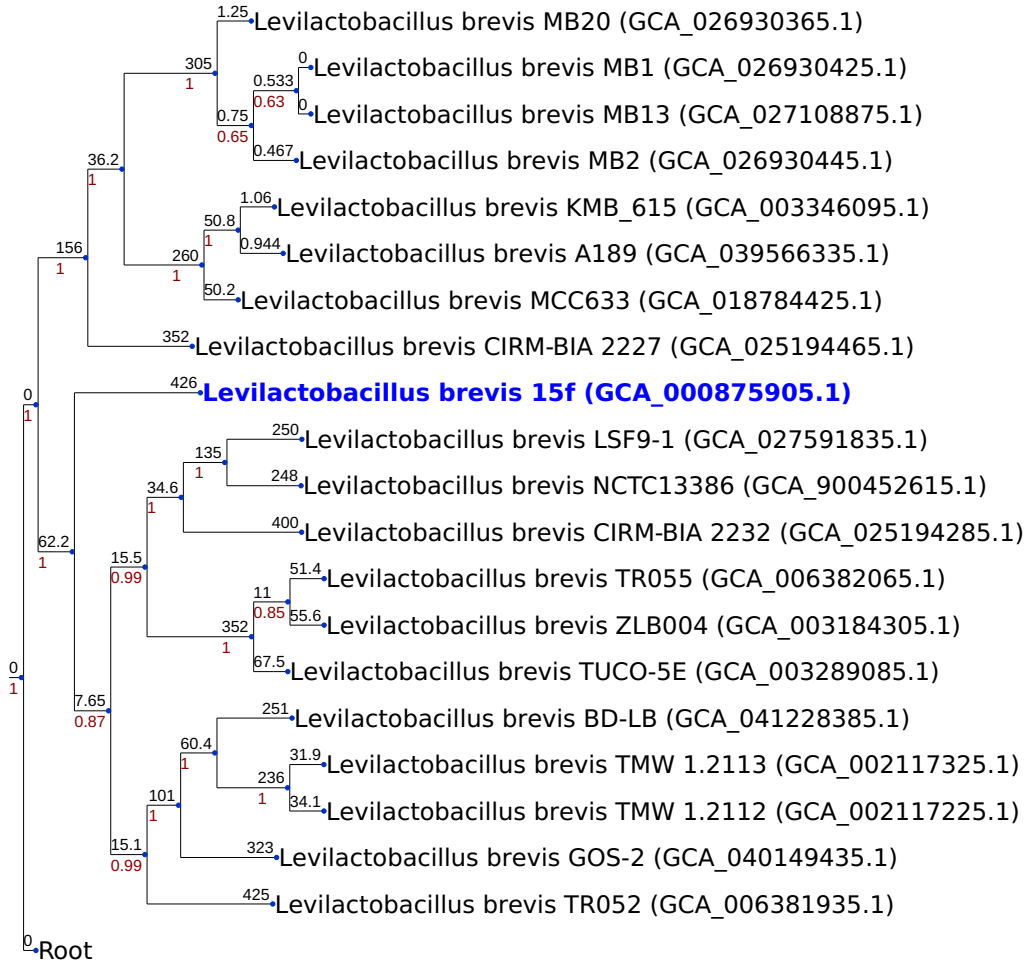 1.25
Levilactobacillus brevis MB20 (GCA_026930365.1)
305
1
0
Levilactobacillus brevis MB1 (GCA_026930425.1)
0.533
0.63
0
Levilactobacillus brevis MB13 (GCA_027108875.1)
0.75
0.65
0.467
Levilactobacillus brevis MB2 (GCA_026930445.1)
36.2
1
1.06
Levilactobacillus brevis KMB_615 (GCA_003346095.1)
50.8
1
0.944
Levilactobacillus brevis A189 (GCA_039566335.1)
260
1
50.2
Levilactobacillus brevis MCC633 (GCA_018784425.1)
156
1
352
Levilactobacillus brevis CIRM-BIA 2227 (GCA_025194465.1)
0
1
426
Levilactobacillus brevis 15f (GCA_000875905.1)
250
Levilactobacillus brevis LSF9-1 (GCA_027591835.1)
135
1
248
Levilactobacillus brevis NCTC13386 (GCA_900452615.1)
34.6
1
400
Levilactobacillus brevis CIRM-BIA 2232 (GCA_025194285.1)
62.2
1
15.5
0.99
51.4
Levilactobacillus brevis TR055 (GCA_006382065.1)
11
0.85
55.6
Levilactobacillus brevis ZLB004 (GCA_003184305.1)
352
1
67.5
Levilactobacillus brevis TUCO-5E (GCA_003289085.1)
0
1
7.65
0.87
251
Levilactobacillus brevis BD-LB (GCA_041228385.1)
60.4
1
31.9
Levilactobacillus brevis TMW 1.2113 (GCA_002117325.1)
236
1
34.1
Levilactobacillus brevis TMW 1.2112 (GCA_002117225.1)
101
1
323
Levilactobacillus brevis GOS-2 (GCA_040149435.1)
15.1
0.99
425
Levilactobacillus brevis TR052 (GCA_006381935.1)
0
Root